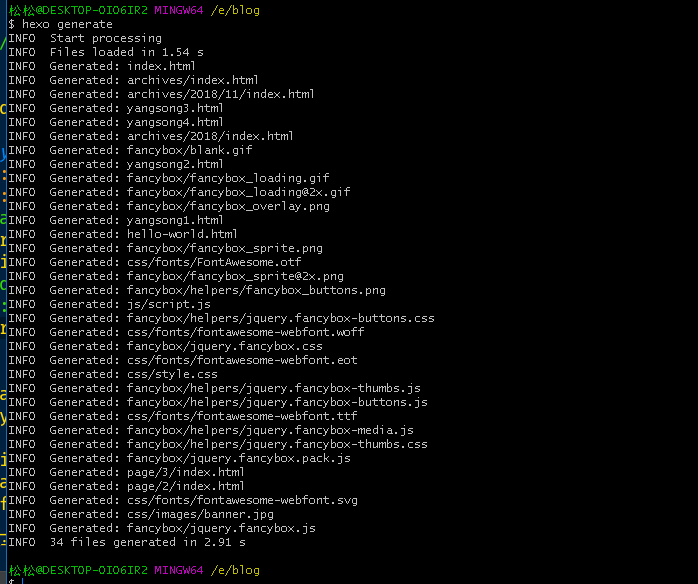 松松@DESKTOP-OIO6IR2 MINGW64 /e/blog
$ hexo generate
INFO  Start processing
INFO  Files loaded in 1.54 s
INFO  Generated: index.html
INFO  Generated: archives/index.html
INFO  Generated: archives/2018/11/index.html
INFO  Generated: yangsong3.html
INFO  Generated: yangsong4.html
INFO  Generated: archives/2018/index.html
INFO  Generated: fancybox/blank.gif
INFO  Generated: yangsong2.html
INFO  Generated: fancybox/fancybox_loading.gif
INFO  Generated: fancybox/fancybox_loading@2x.gif
INFO  Generated: fancybox/fancybox_overlay.png
INFO  Generated: yangsong1.html
INFO  Generated: hello-world.html
INFO  Generated: fancybox/fancybox_sprite.png
INFO  Generated: css/fonts/FontAwesome.otf
INFO  Generated: fancybox/fancybox_sprite@2x.png
INFO  Generated: fancybox/helpers/fancybox_buttons.png
INFO  Generated: js/script.js
INFO  Generated: fancybox/helpers/jquery.fancybox-buttons.css
INFO  Generated: css/fonts/fontawesome-webfont.woff
INFO  Generated: fancybox/jquery.fancybox.css
INFO  Generated: css/fonts/fontawesome-webfont.eot
INFO  Generated: css/style.css
INFO  Generated: fancybox/helpers/jquery.fancybox-thumbs.js
INFO  Generated: fancybox/helpers/jquery.fancybox-buttons.js
INFO  Generated: css/fonts/fontawesome-webfont.ttf
INFO  Generated: fancybox/helpers/jquery.fancybox-media.js
INFO  Generated: fancybox/helpers/jquery.fancybox-thumbs.css
INFO  Generated: fancybox/jquery.fancybox.pack.js
INFO  Generated: page/3/index.html
INFO  Generated: page/2/index.html
INFO  Generated: css/fonts/fontawesome-webfont.svg
INFO  Generated: css/images/banner.jpg
INFO  Generated: fancybox/jquery.fancybox.js
INFO  34 files generated in 2.91 s
松松@DESKTOP-OIO6IR2 MINGW64 /e/blog
$